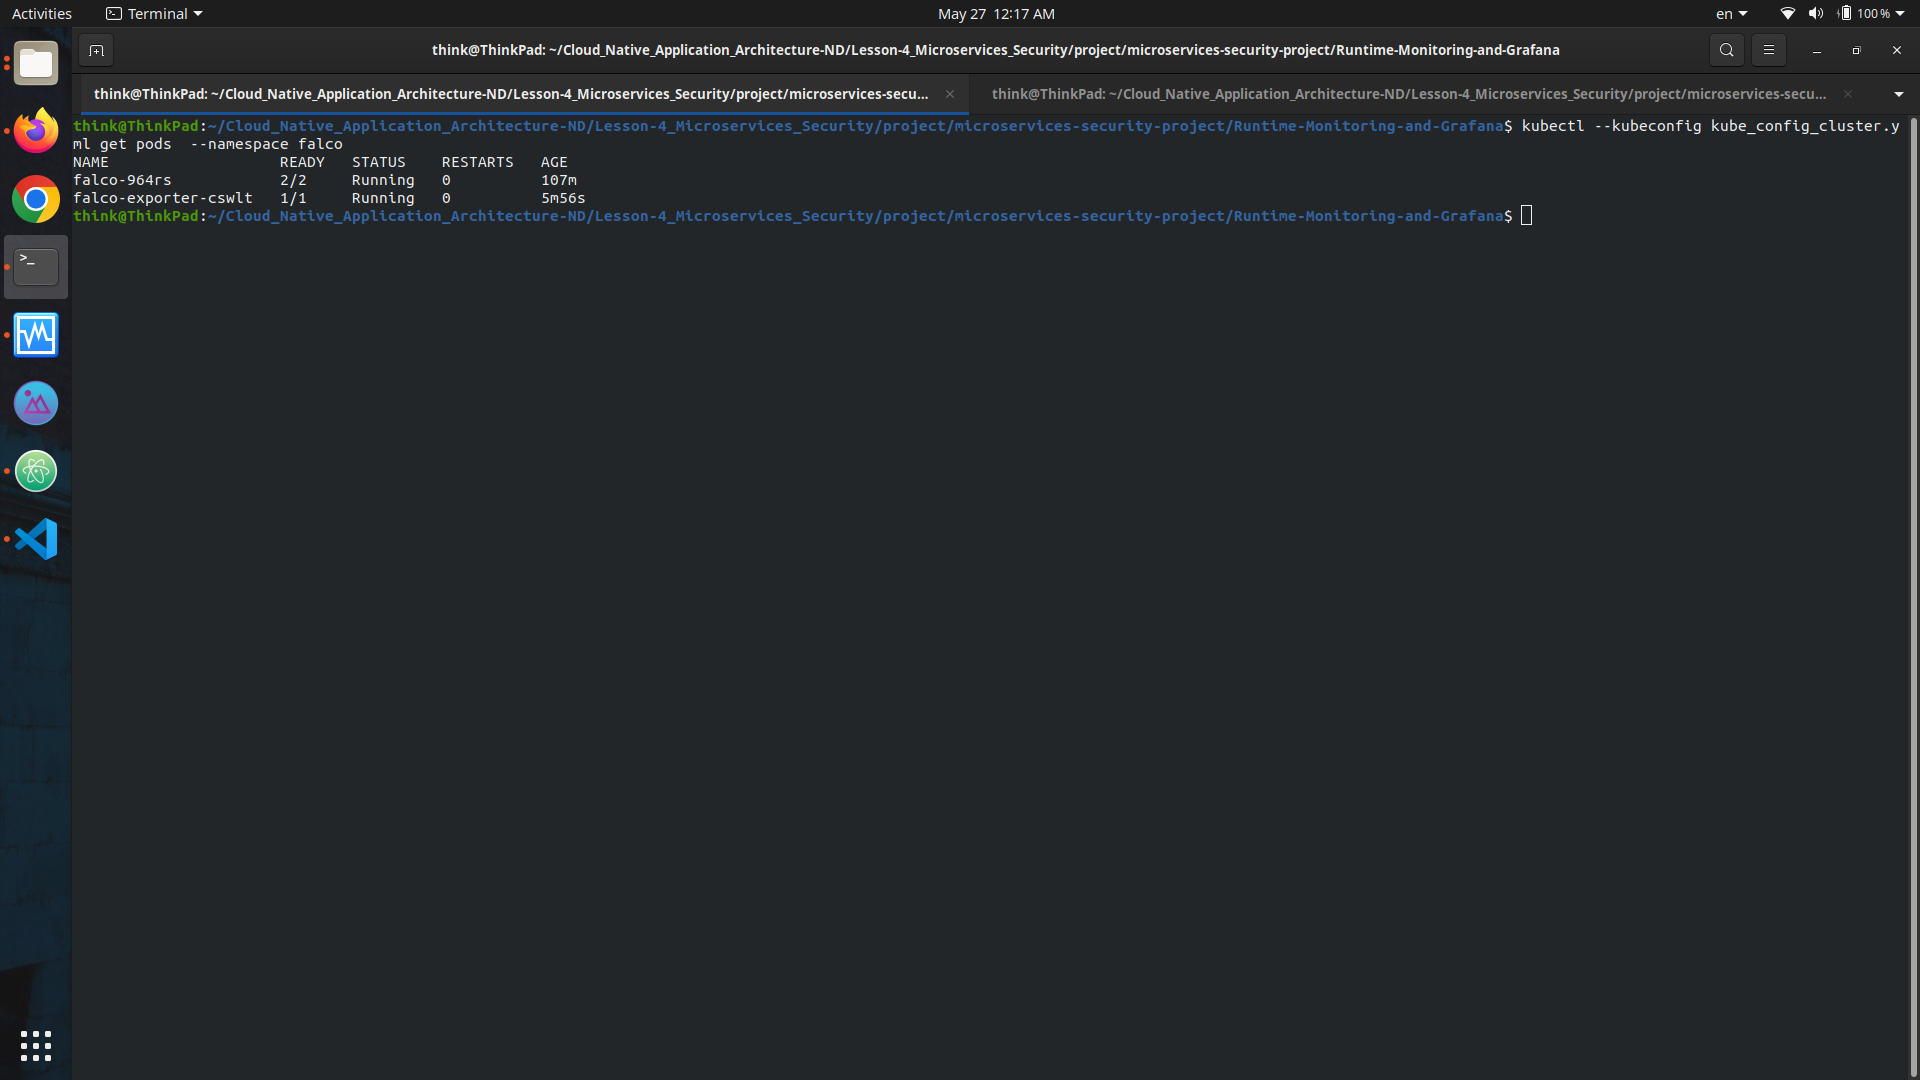 Activities Terminal May 27 12:17 AM en 100 %
think@ThinkPad: ~/Cloud_Native_Application_Architecture-ND/Lesson-4_Microservices_Security/project/microservices-security-project/Runtime-Monitoring-and-Grafana
think@ThinkPad: ~/Cloud_Native_Application_Architecture-ND/Lesson-4_Microservices_Security/project/microservices-secu... think@ThinkPad: ~/Cloud_Native_Application_Architecture-ND/Lesson-4_Microservices_Security/project/microservices-secu...
think@ThinkPad:~/Cloud_Native_Application_Architecture-ND/Lesson-4_Microservices_Security/project/microservices-security-project/Runtime-Monitoring-and-Grafana$ kubectl --kubeconfig kube_config_cluster.y
ml get pods  --namespace falco
NAME                   READY   STATUS    RESTARTS   AGE
falco-964rs            2/2     Running   0          107m
falco-exporter-cswlt   1/1     Running   0          5m56s
think@ThinkPad:~/Cloud_Native_Application_Architecture-ND/Lesson-4_Microservices_Security/project/microservices-security-project/Runtime-Monitoring-and-Grafana$